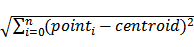 √∑ⁿᵢ₌₀(pointᵢ − centroid)²